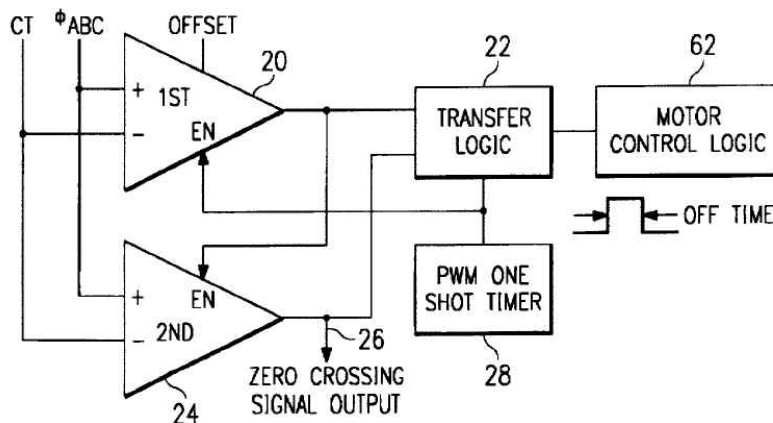 CT
ΦABC
OFFSET
20
22
62
+
1ST
−
EN
TRANSFER
LOGIC
MOTOR
CONTROL LOGIC
OFF TIME
EN
+
2ND
−
26
PWM ONE
SHOT TIMER
24
ZERO CROSSING
SIGNAL OUTPUT
28